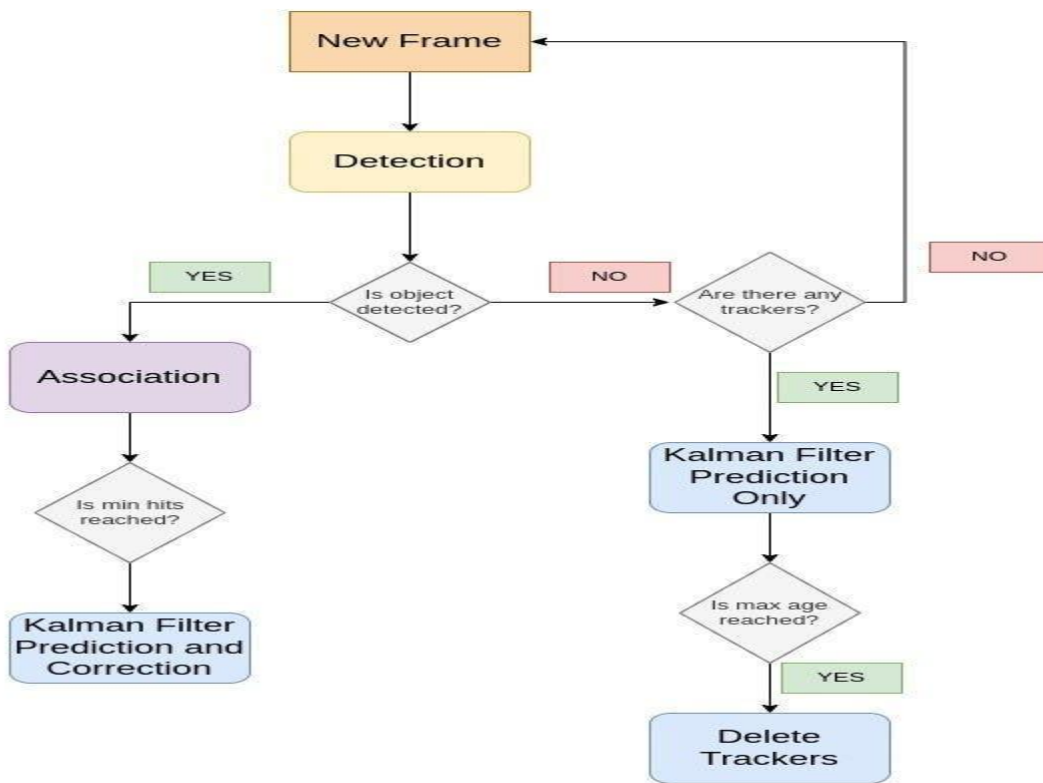 New Frame
Detection
YES
Is object
detected?
NO
Are there any
trackers?
NO
Association
YES
Is min hits
reached?
Kalman Filter
Prediction
Only
Kalman Filter
Prediction and
Correction
Is max age
reached?
YES
Delete
Trackers